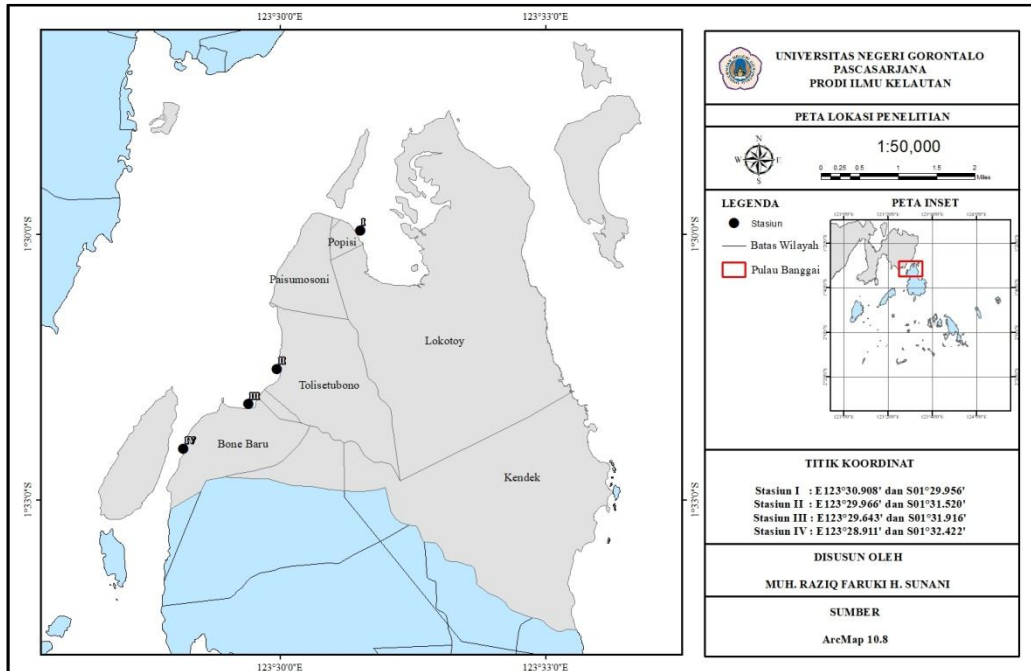 123°30'0"E
123°33'0"E
1°30'0"S
1°33'0"S
I
Popisi
Paisumosoni
Lokotoy
II
Tolisetubono
III
IV
Bone Baru
Kendek
1°30'0"S
1°33'0"S
123°30'0"E
123°33'0"E
UNIVERSITAS NEGERI GORONTALO
PASCASARJANA
PRODI ILMU KELAUTAN
PETA LOKASI PENELITIAN
N
W E
S
1:50,000
0 0.25 0.5 1 1.5 2
Miles
LEGENDA
Stasiun
Batas Wilayah
Pulau Banggai
PETA INSET
TITIK KOORDINAT
Stasiun I : E123°30.908' dan S01°29.956'
Stasiun II : E123°29.966' dan S01°31.520'
Stasiun III : E123°29.643' dan S01°31.916'
Stasiun IV : E123°28.911' dan S01°32.422'
DISUSUN OLEH
MUH. RAZIQ FARUKI H. SUNANI
SUMBER
ArcMap 10.8